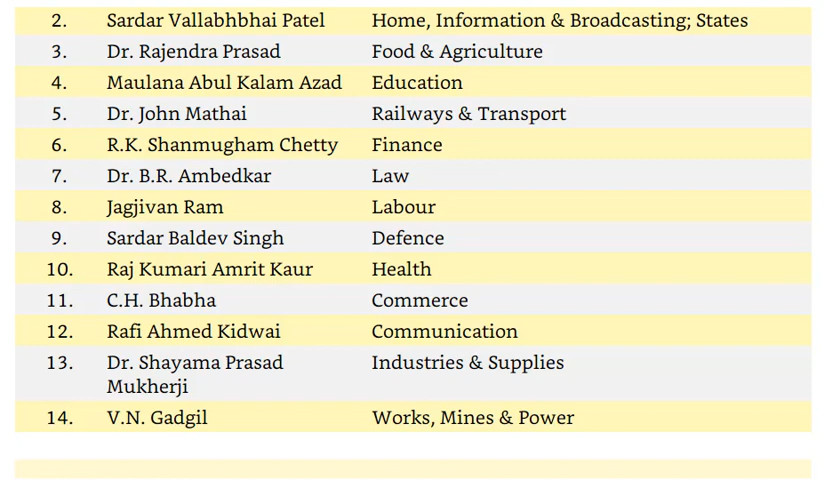 2. Sardar Vallabhbhai Patel Home, Information & Broadcasting; States
3. Dr. Rajendra Prasad Food & Agriculture
4. Maulana Abul Kalam Azad Education
5. Dr. John Mathai Railways & Transport
6. R.K. Shanmugham Chetty Finance
7. Dr. B.R. Ambedkar Law
8. Jagjivan Ram Labour
9. Sardar Baldev Singh Defence
10. Raj Kumari Amrit Kaur Health
11. C.H. Bhabha Commerce
12. Rafi Ahmed Kidwai Communication
13. Dr. Shayama Prasad Industries & Supplies
Mukherji
14. V.N. Gadgil Works, Mines & Power